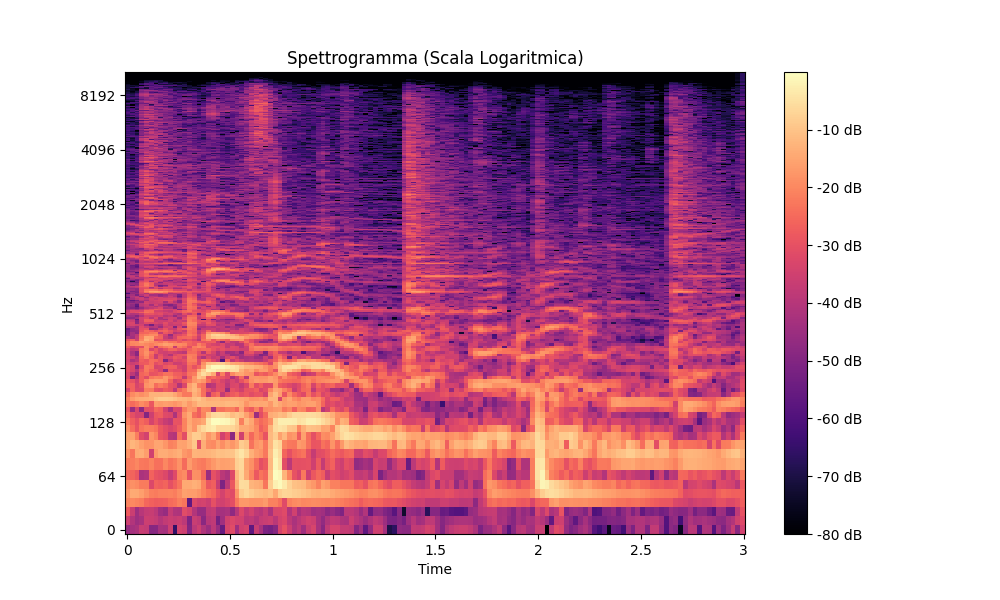 Spettrogramma (Scala Logaritmica)
8192
4096
2048
1024
512
256
128
64
0
Hz
0
0.5
1
1.5
2
2.5
3
Time
-10 dB
-20 dB
-30 dB
-40 dB
-50 dB
-60 dB
-70 dB
-80 dB